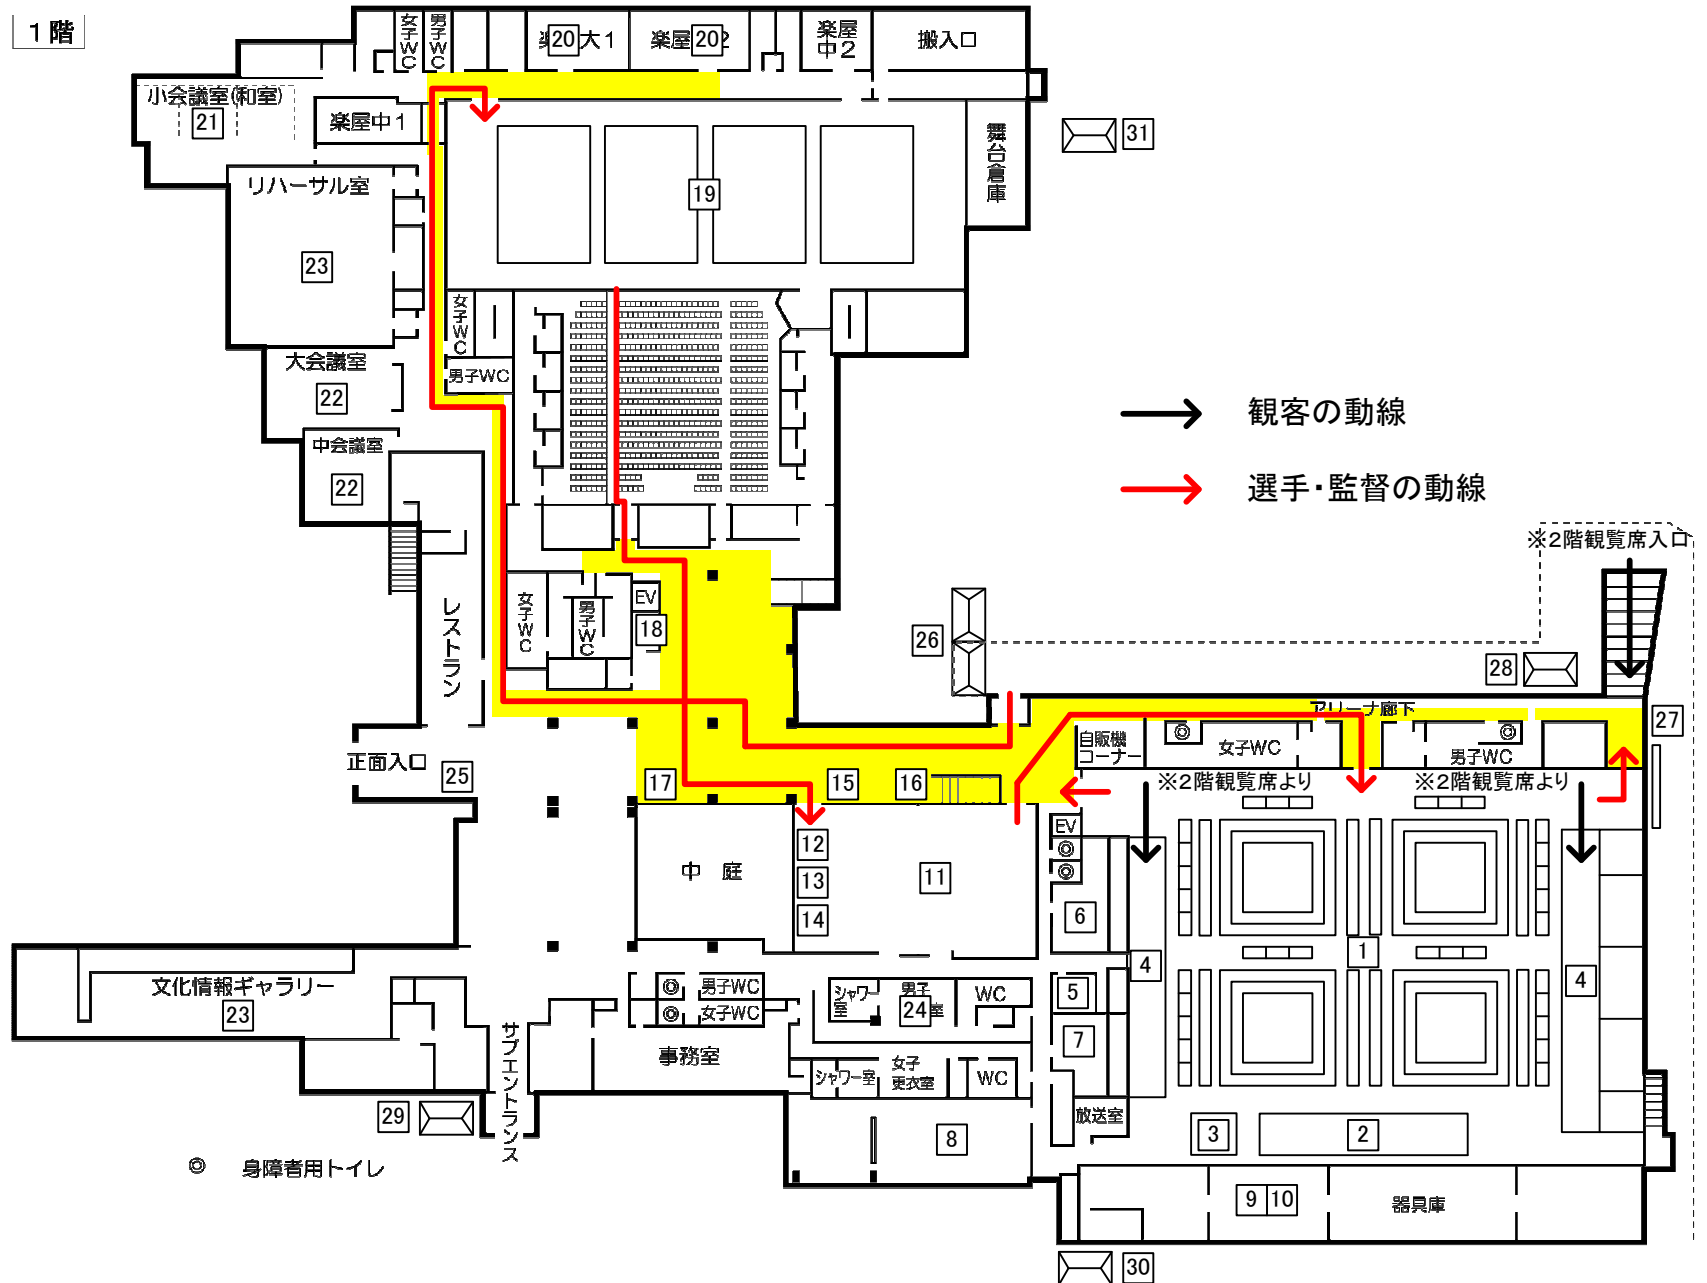 1階
女子WC
男子WC
楽 20 大1
楽屋 20 2
楽屋中2
搬入口
小会議室(和室)
21
楽屋中1
舞台倉庫
31
リハーサル室
19
23
女子WC
大会議室
男子WC
22
観客の動線
中会議室
22
選手・監督の動線
※2階観覧席入口
レストラン
女子WC
男子WC
EV
18
26
28
アリーナ廊下
27
正面入口
25
自販機コーナー
女子WC
男子WC
17
15
16
※2階観覧席より
※2階観覧席より
12
EV
中庭
13
11
14
6
1
4
4
文化情報ギャラリー
男子WC
シャワー室
男子
24 室
WC
5
23
女子WC
サブエントランス
事務室
7
シャワー室
女子更衣室
WC
29
放送室
8
3
2
◎ 身障者用トイレ
9 10
器具庫
30